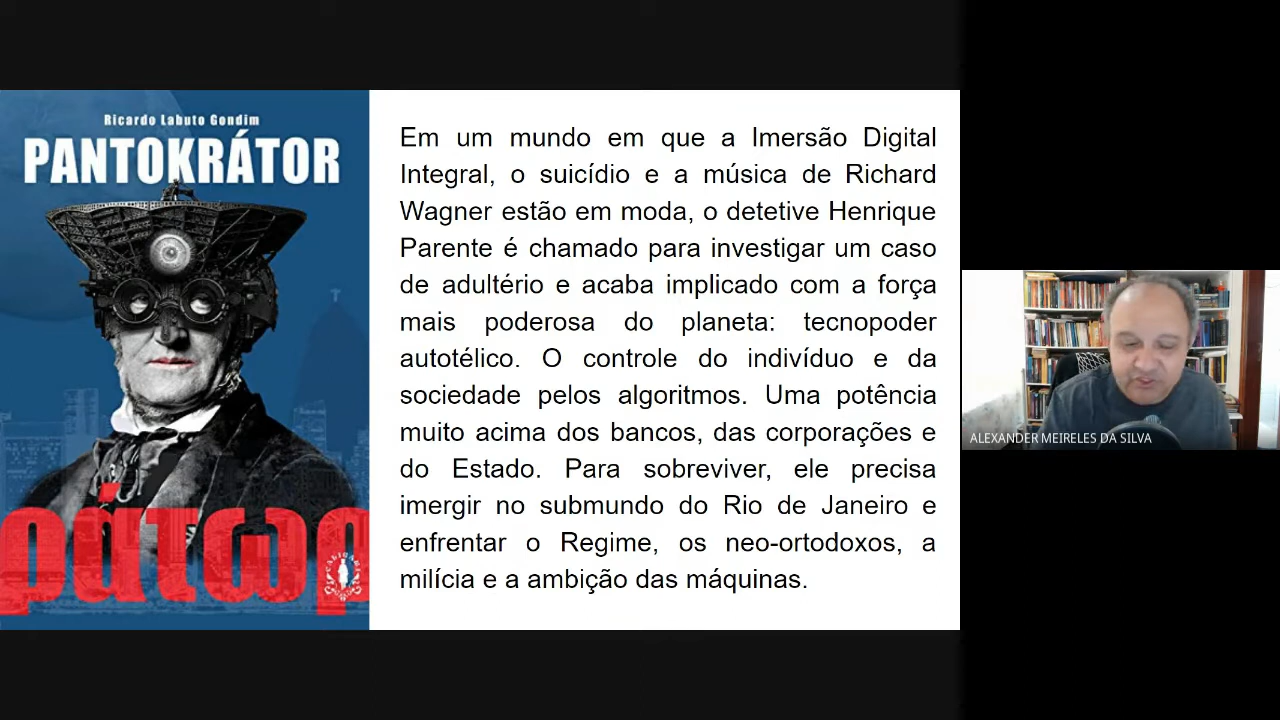 Ricardo Labuto Gondim
PANTOKRÁTOR
ράτωρ
Em um mundo em que a Imersão Digital
Integral, o suicídio e a música de Richard
Wagner estão em moda, o detetive Henrique
Parente é chamado para investigar um caso
de adultério e acaba implicado com a força
mais poderosa do planeta: tecnopoder
autotélico. O controle do indivíduo e da
sociedade pelos algoritmos. Uma potência
muito acima dos bancos, das corporações e
do Estado. Para sobreviver, ele precisa
imergir no submundo do Rio de Janeiro e
enfrentar o Regime, os neo-ortodoxos, a
milícia e a ambição das máquinas.
ALEXANDER MEIRELES DA SILVA